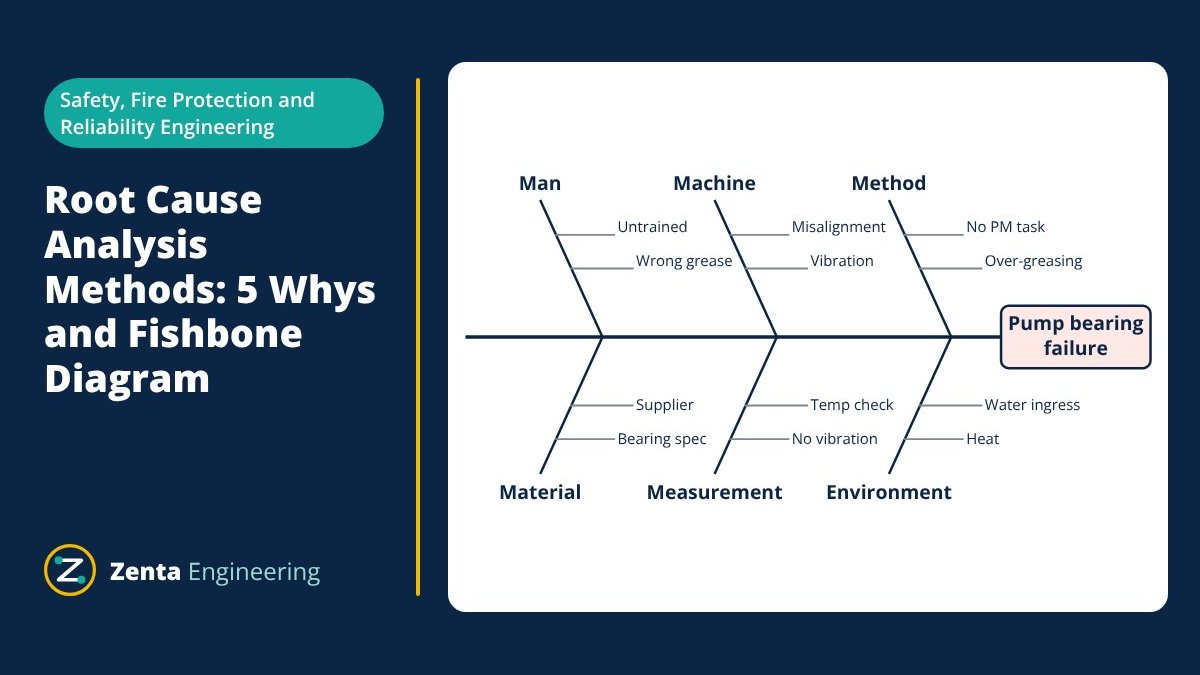 Safety, Fire Protection and
Reliability Engineering
Root Cause
Analysis
Methods: 5 Whys
and Fishbone
Diagram
Zenta Engineering
Man
Machine
Method
Untrained
Misalignment
No PM task
Wrong grease
Vibration
Over-greasing
Pump bearing
failure
Supplier
Temp check
Water ingress
Bearing spec
No vibration
Heat
Material
Measurement
Environment